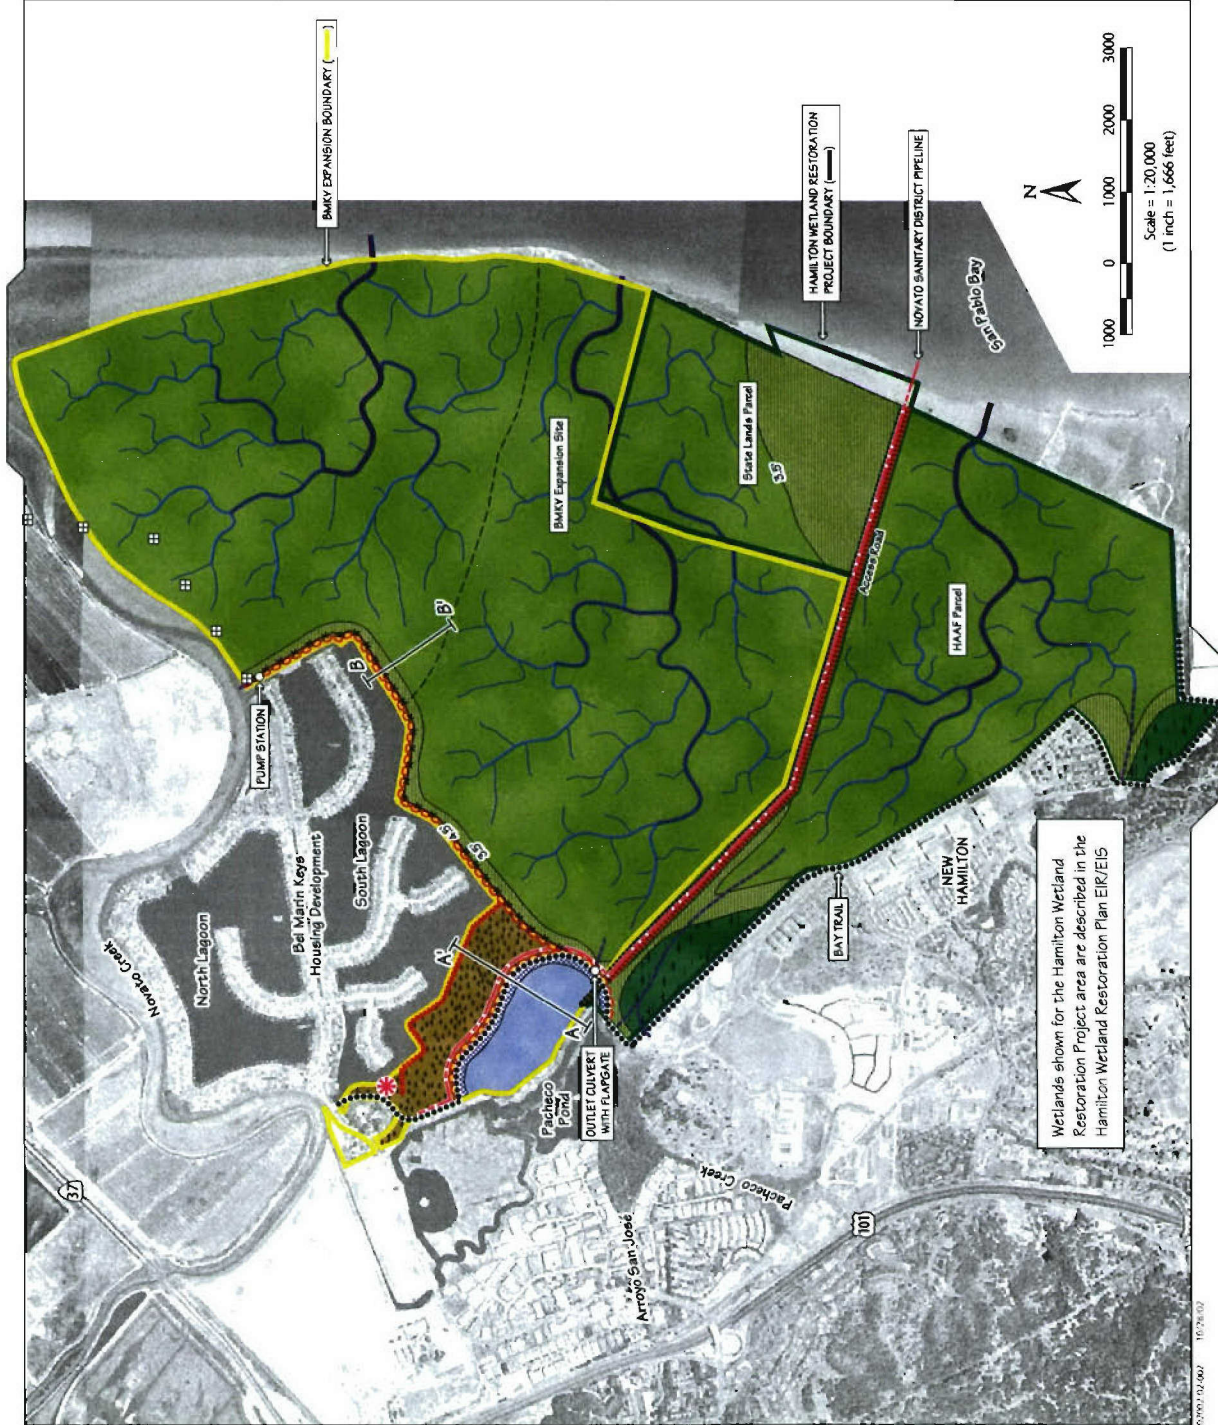 BMKV EXPANSION BOUNDARY (
)
HAMILTON WETLAND RESTORATION
PROJECT BOUNDARY (
)
NOVATO SANITARY DISTRICT PIPELINE
San Pablo Bay
N
1000
0
1000
2000
3000
Scale = 1:20,000
(1 inch = 1,666 feet)
State Lands Parcel
3.5'
BMKV Expansion Site
Access Road
HAAF Parcel
B
B'
PUMP STATION
3.5'
4.5'
Novato Creek
North Lagoon
Bel Marin Keys
Housing Development
South Lagoon
A'
A
Pacheco
Pond
OUTLET CULVERT
WITH FLAPGATE
BAY TRAIL
NEW
HAMILTON
Pacheco Creek
Arroyo San Jose
37
101
Wetlands shown for the Hamilton Wetland
Restoration Project area are described in the
Hamilton Wetland Restoration Plan EIR/EIS